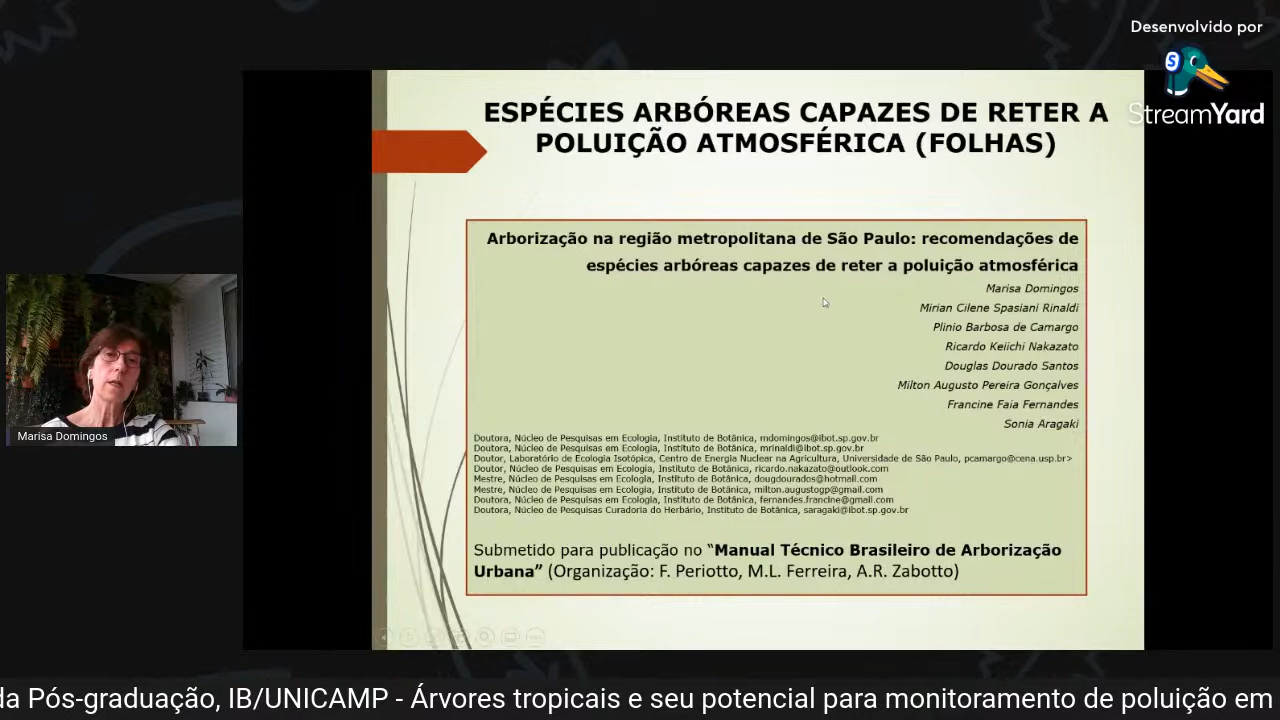 Desenvolvido por
StreamYard
ESPÉCIES ARBÓREAS CAPAZES DE RETER A
POLUIÇÃO ATMOSFÉRICA (FOLHAS)
Arborização na região metropolitana de São Paulo: recomendações de
espécies arbóreas capazes de reter a poluição atmosférica
Marisa Domingos
Mirian Cilene Spasiani Rinaldi
Plinio Barbosa de Camargo
Ricardo Keiichi Nakazato
Douglas Dourado Santos
Milton Augusto Pereira Gonçalves
Francine Faia Fernandes
Sonia Aragaki
Doutora, Núcleo de Pesquisas em Ecologia, Instituto de Botânica, mdomingos@ibot.sp.gov.br
Doutora, Núcleo de Pesquisas em Ecologia, Instituto de Botânica, mrinaldi@ibot.sp.gov.br
Doutor, Laboratório de Ecologia Isotópica, Centro de Energia Nuclear na Agricultura, Universidade de São Paulo, pcamargo@cena.usp.br>
Doutor, Núcleo de Pesquisas em Ecologia, Instituto de Botânica, ricardo.nakazato@outlook.com
Mestre, Núcleo de Pesquisas em Ecologia, Instituto de Botânica, dougdourados@hotmail.com
Mestre, Núcleo de Pesquisas em Ecologia, Instituto de Botânica, milton.augustogp@gmail.com
Doutora, Núcleo de Pesquisas em Ecologia, Instituto de Botânica, fernandes.francine@gmail.com
Doutora, Núcleo de Pesquisas Curadoria do Herbário, Instituto de Botânica, saragaki@ibot.sp.gov.br
Submetido para publicação no “Manual Técnico Brasileiro de Arborização
Urbana” (Organização: F. Periotto, M.L. Ferreira, A.R. Zabotto)
Marisa Domingos
da Pós-graduação, IB/UNICAMP - Árvores tropicais e seu potencial para monitoramento de poluição em